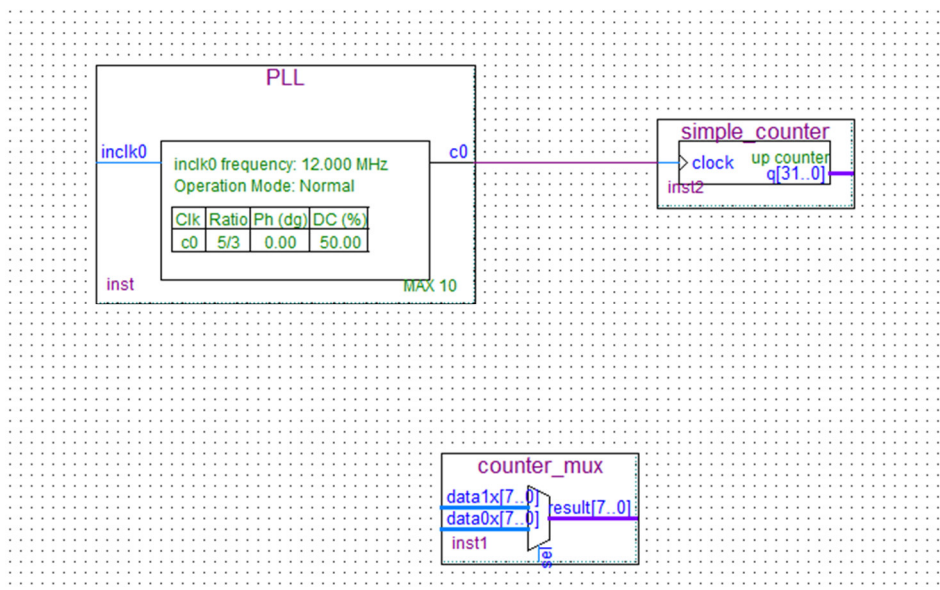 PLL
inclk0
c0
inclk0 frequency: 12.000 MHz
Operation Mode: Normal
Clk Ratio Ph (dg) DC (%)
c0 5/3 0.00 50.00
inst
MAX 10
simple_counter
clock
up counter
q[31..0]
inst2
counter_mux
data1x[7..0]
data0x[7..0]
result[7..0]
inst1
sel